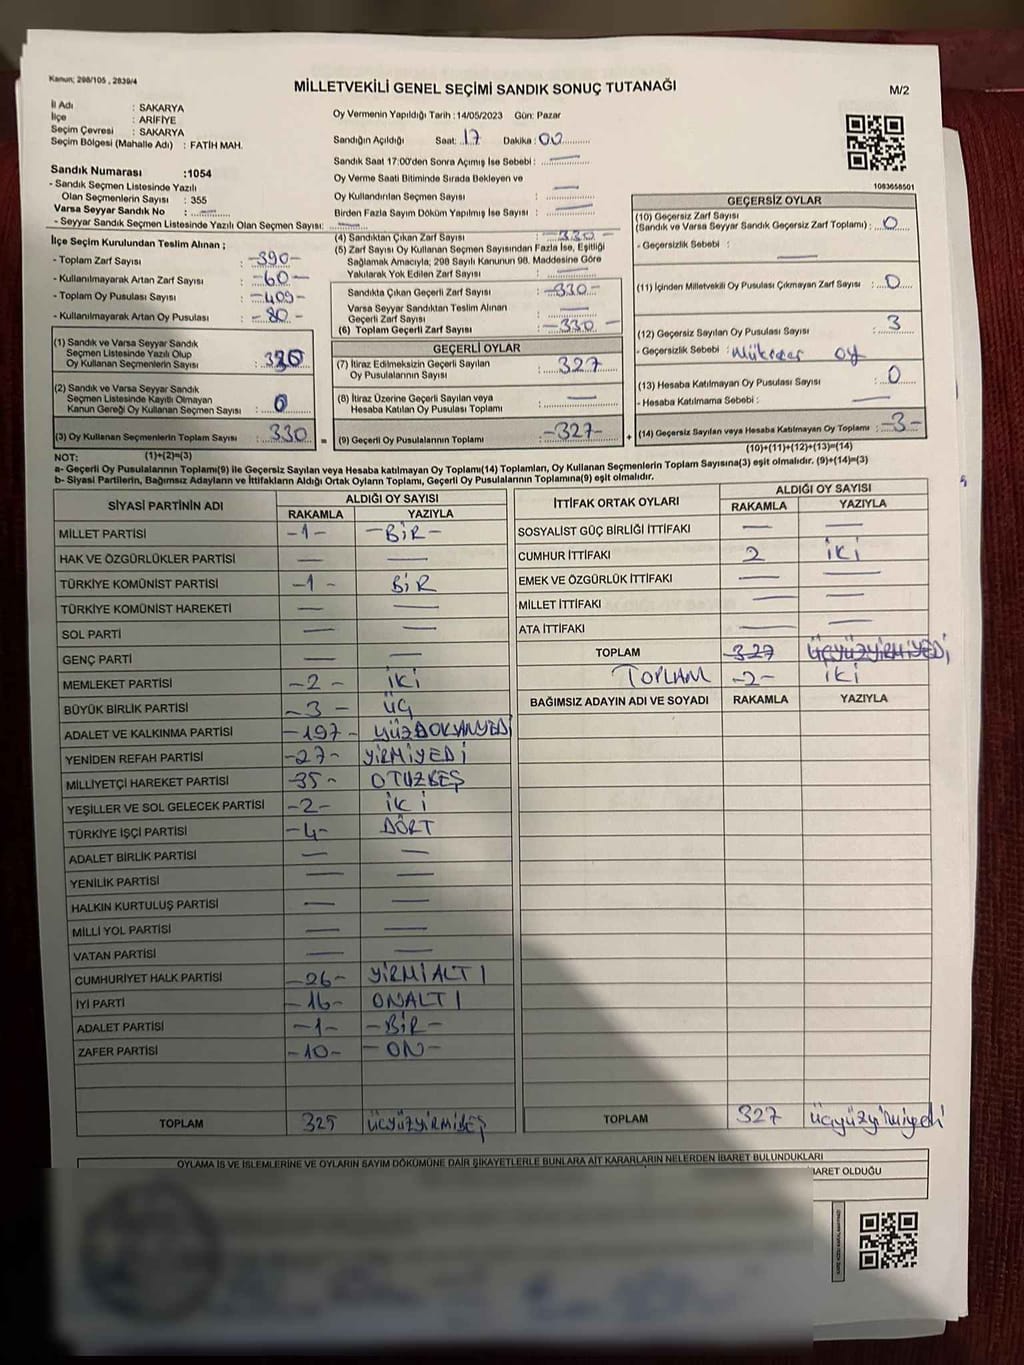 Kanun; 298/105 , 2839/4
MİLLETVEKİLİ GENEL SEÇİMİ SANDIK SONUÇ TUTANAĞI
M/2
İl Adı : SAKARYA
İlçe : ARİFİYE
Seçim Çevresi : SAKARYA
Seçim Bölgesi (Mahalle Adı) : FATİH MAH.
Oy Vermenin Yapıldığı Tarih : 14/05/2023 Gün: Pazar
Sandığın Açıldığı Saat: 17 Dakika : 00
Sandık Saat 17:00'den Sonra Açımış İse Sebebi : —
Oy Verme Saati Bitiminde Sırada Bekleyen ve
Oy Kullandırılan Seçmen Sayısı : —
Birden Fazla Sayım Döküm Yapılmış İse Sayısı : —
1083658501
Sandık Numarası :1054
- Sandık Seçmen Listesinde Yazılı
Olan Seçmenlerin Sayısı : 355
Varsa Seyyar Sandık No : —
- Seyyar Sandık Seçmen Listesinde Yazılı Olan Seçmen Sayısı: —
İlçe Seçim Kurulundan Teslim Alınan ;
- Toplam Zarf Sayısı : -390-
- Kullanılmayarak Artan Zarf Sayısı : -60-
- Toplam Oy Pusulası Sayısı : -409-
- Kullanılmayarak Artan Oy Pusulası : -80-
(1) Sandık ve Varsa Seyyar Sandık
Seçmen Listesinde Yazılı Olup
Oy Kullanan Seçmenlerin Sayısı :
(2) Sandık ve Varsa Seyyar Sandık
Seçmen Listesinde Kayıtlı Olmayan
Kanun Gereği Oy Kullanan Seçmen Sayısı : 0
(3) Oy Kullanan Seçmenlerin Toplam Sayısı : 330
(4) Sandıktan Çıkan Zarf Sayısı : -330-
(5) Zarf Sayısı Oy Kullanan Seçmen Sayısından Fazla İse, Eşitliği
Sağlamak Amacıyla; 298 Sayılı Kanunun 98. Maddesine Göre
Yakılarak Yok Edilen Zarf Sayısı : —
Sandıkta Çıkan Geçerli Zarf Sayısı : -330-
Varsa Seyyar Sandıktan Teslim Alınan
Geçerli Zarf Sayısı : —
(6) Toplam Geçerli Zarf Sayısı : -330-
GEÇERLİ OYLAR
(7) İtiraz Edilmeksizin Geçerli Sayılan
Oy Pusulalarının Sayısı : 327
(8) İtiraz Üzerine Geçerli Sayılan veya
Hesaba Katılan Oy Pusulası Toplamı : —
= (9) Geçerli Oy Pusulalarının Toplamı : -327-
GEÇERSİZ OYLAR
(10) Geçersiz Zarf Sayısı
(Sandık ve Varsa Seyyar Sandık Geçersiz Zarf Toplamı) : 0
- Geçersizlik Sebebi : —
(11) İçinden Milletvekili Oy Pusulası Çıkmayan Zarf Sayısı : 0
(12) Geçersiz Sayılan Oy Pusulası Sayısı : 3
- Geçersizlik Sebebi : oy
(13) Hesaba Katılmayan Oy Pusulası Sayısı : 0
- Hesaba Katılmama Sebebi : —
+ (14) Geçersiz Sayılan veya Hesaba Katılmayan Oy Toplamı : -3-
NOT: (1)+(2)=(3)
(10)+(11)+(12)+(13)=(14)
a- Geçerli Oy Pusulalarının Toplamı(9) ile Geçersiz Sayılan veya Hesaba katılmayan Oy Toplamı(14) Toplamları, Oy Kullanan Seçmenlerin Toplam Sayısına(3) eşit olmalıdır. (9)+(14)=(3)
b- Siyasi Partilerin, Bağımsız Adayların ve İttifakların Aldığı Ortak Oyların Toplamı, Geçerli Oy Pusulalarının Toplamına(9) eşit olmalıdır.
SİYASİ PARTİNİN ADI ALDIĞI OY SAYISI
RAKAMLA YAZIYLA
MİLLET PARTİSİ -1- -BİR-
HAK VE ÖZGÜRLÜKLER PARTİSİ — —
TÜRKİYE KOMÜNİST PARTİSİ -1- BİR
TÜRKİYE KOMÜNİST HAREKETİ — —
SOL PARTİ — —
GENÇ PARTİ — —
MEMLEKET PARTİSİ -2- İKİ
BÜYÜK BİRLİK PARTİSİ -3- ÜÇ
ADALET VE KALKINMA PARTİSİ -197- YÜZDOKSANYEDİ
YENİDEN REFAH PARTİSİ -27- YİRMİYEDİ
MİLLİYETÇİ HAREKET PARTİSİ -35- OTUZBEŞ
YEŞİLLER VE SOL GELECEK PARTİSİ -2- İKİ
TÜRKİYE İŞÇİ PARTİSİ -4- DÖRT
ADALET BİRLİK PARTİSİ — —
YENİLİK PARTİSİ — —
HALKIN KURTULUŞ PARTİSİ — —
MİLLİ YOL PARTİSİ — —
VATAN PARTİSİ — —
CUMHURİYET HALK PARTİSİ -26- YİRMİALTI
İYİ PARTİ -16- ONALTI
ADALET PARTİSİ -1- -BİR-
ZAFER PARTİSİ -10- -ON-
TOPLAM 325 ÜÇYÜZYİRMİBEŞ
İTTİFAK ORTAK OYLARI ALDIĞI OY SAYISI
RAKAMLA YAZIYLA
SOSYALİST GÜÇ BİRLİĞİ İTTİFAKI — —
CUMHUR İTTİFAKI 2 İKİ
EMEK VE ÖZGÜRLÜK İTTİFAKI — —
MİLLET İTTİFAKI — —
ATA İTTİFAKI — —
TOPLAM 327 ÜÇYÜZYİRMİYEDİ
TOPLAM -2- İKİ
BAĞIMSIZ ADAYIN ADI VE SOYADI RAKAMLA YAZIYLA
TOPLAM 327 üçyüzyirmiyedi
OYLAMA İŞ VE İŞLEMLERİNE VE OYLARIN SAYIM DÖKÜMÜNE DAİR ŞİKAYETLERLE BUNLARA AİT KARARLARIN NELERDEN İBARET BULUNDUKLARI
BARET OLDUĞU